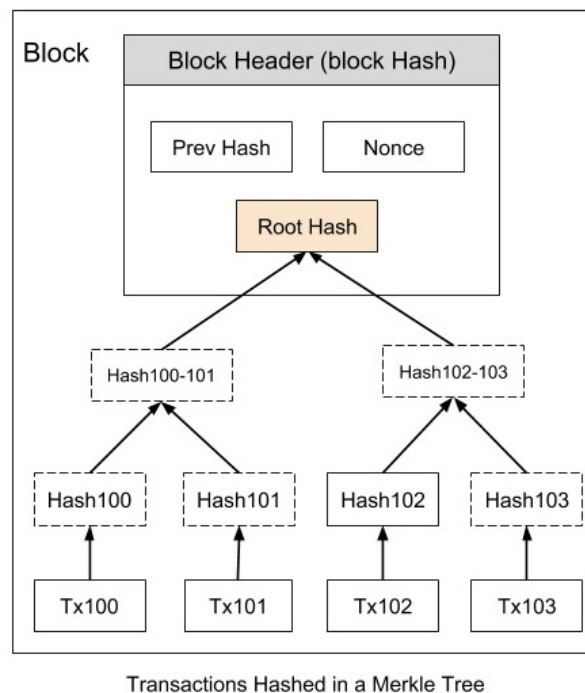 Block
Block Header (block Hash)
Prev Hash
Nonce
Root Hash
Hash100-101
Hash102-103
Hash100
Hash101
Hash102
Hash103
Tx100
Tx101
Tx102
Tx103
Transactions Hashed in a Merkle Tree